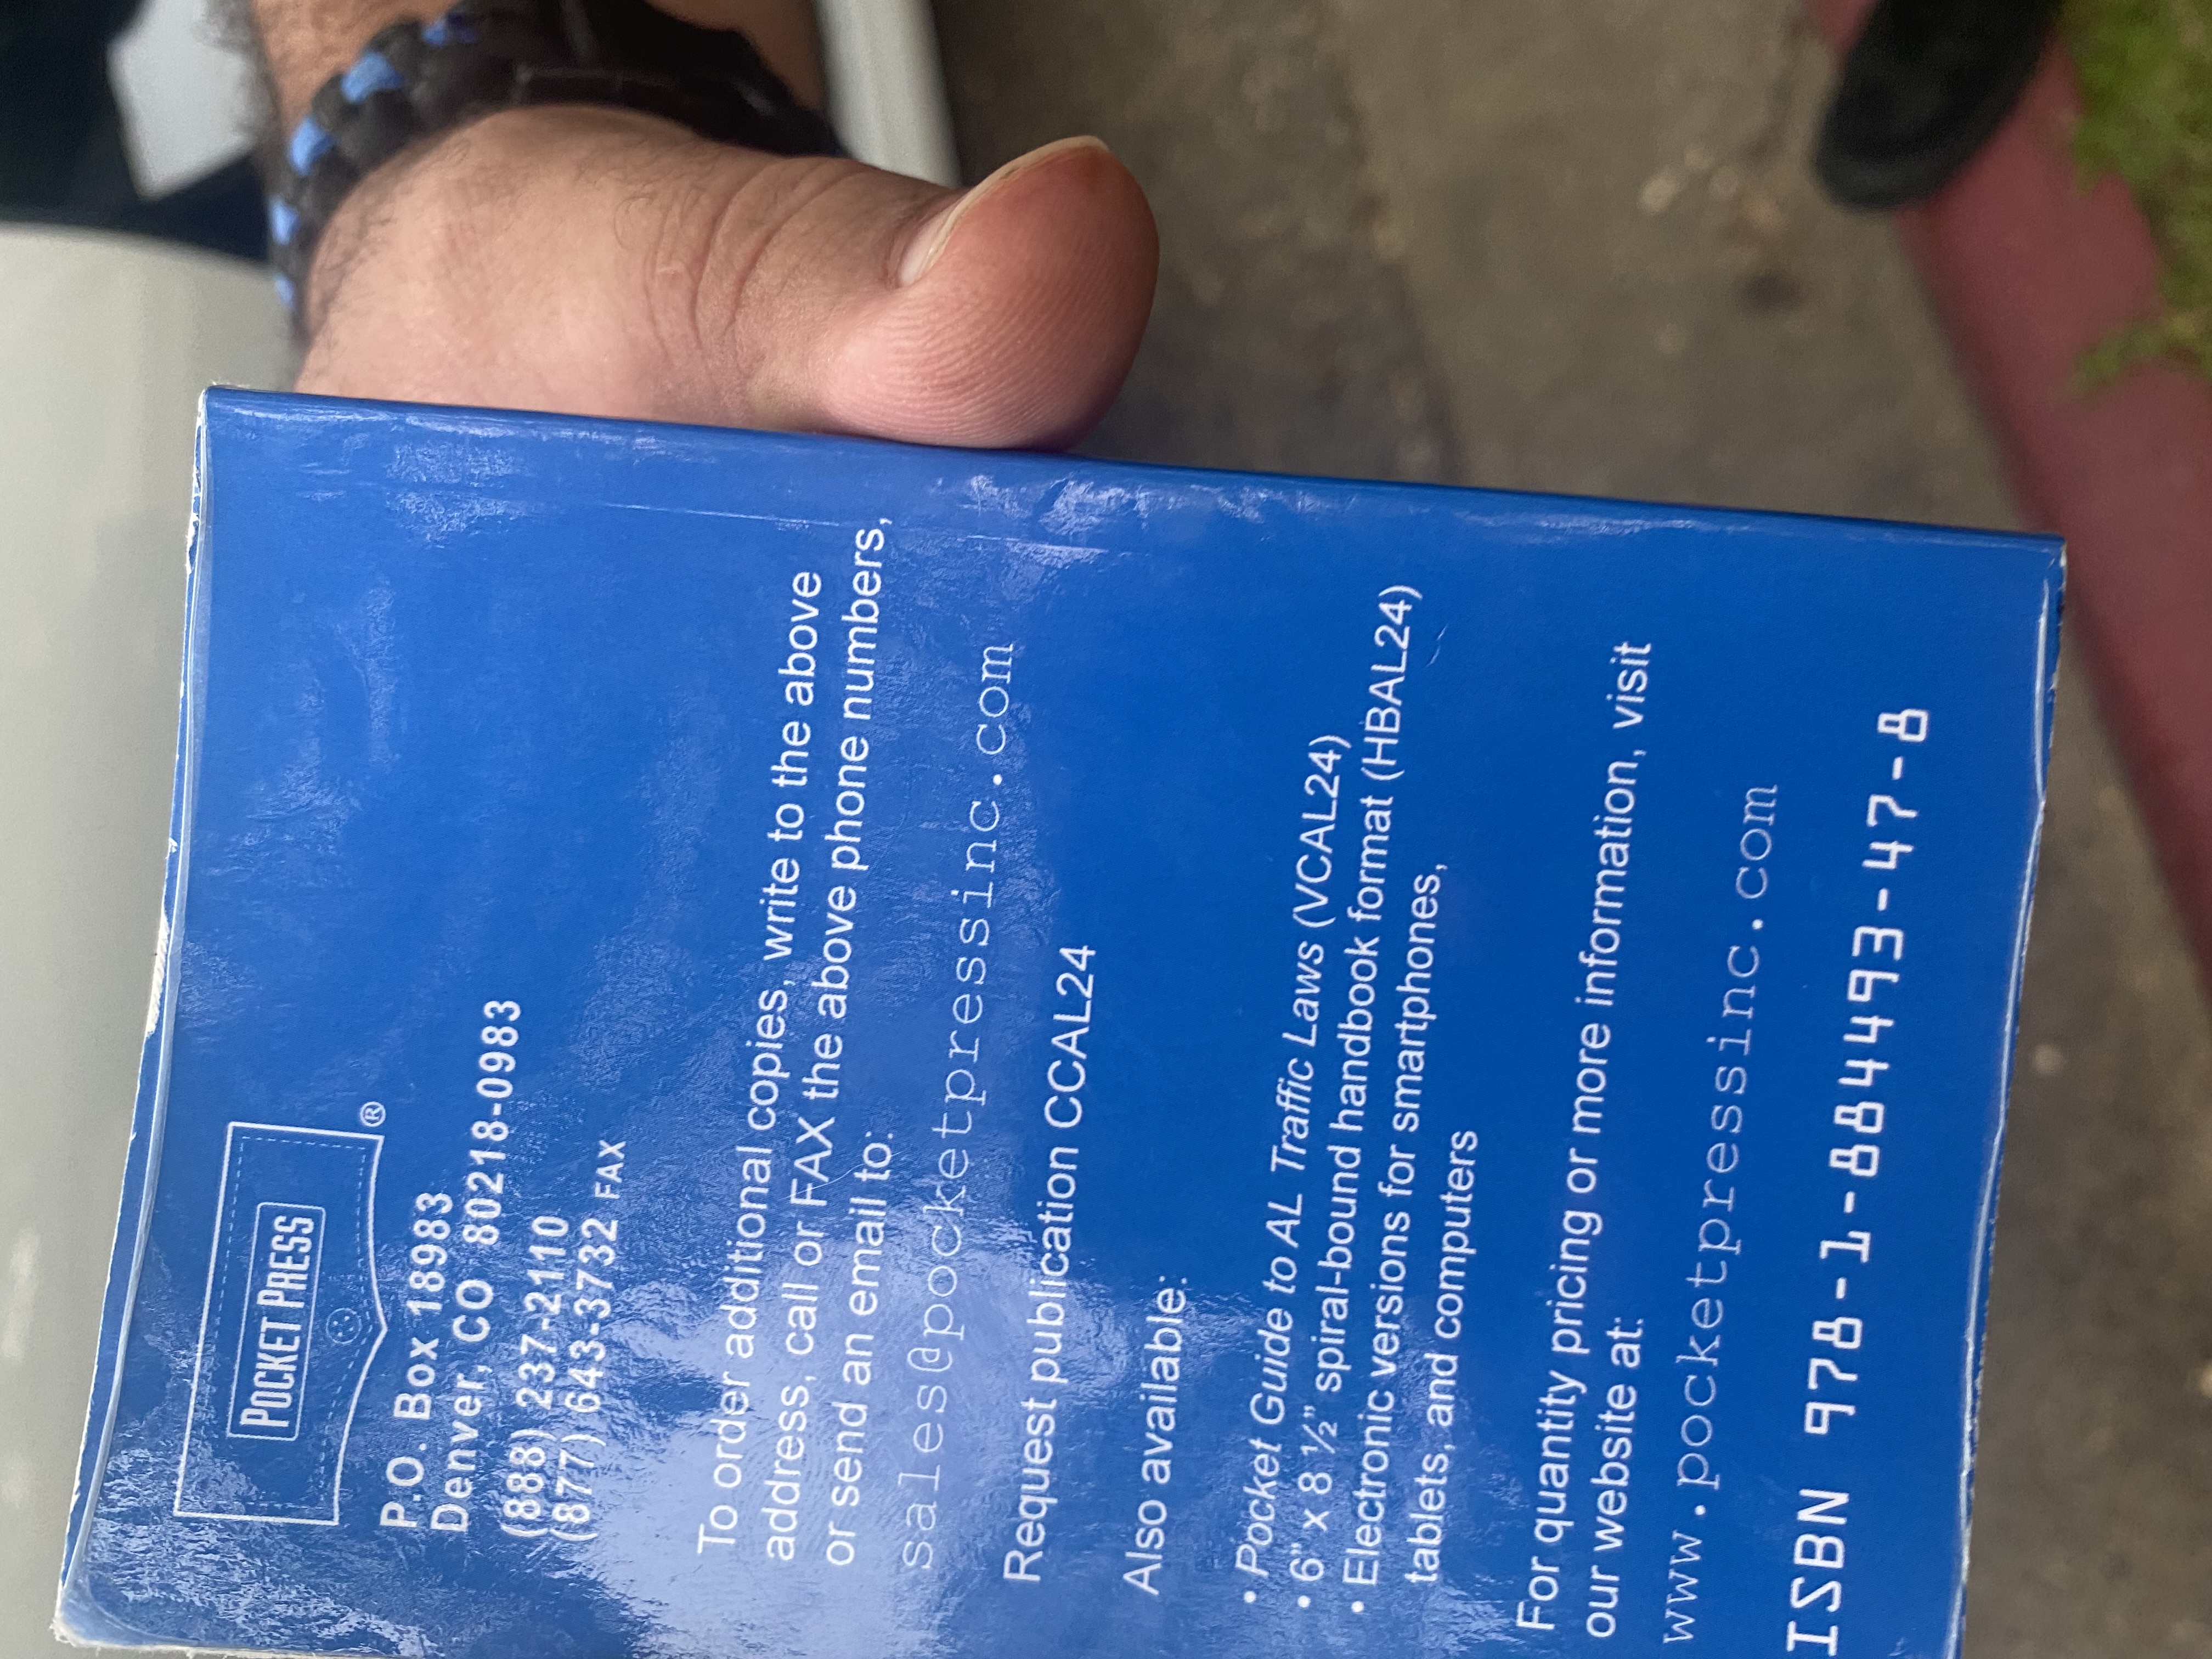 POCKET PRESS
®
P.O. Box 18983
Denver, CO 80218-0983
(888) 237-2110
(877) 643-3732 FAX
To order additional copies, write to the above
address, call or FAX the above phone numbers,
or send an email to:
sales@pocketpressinc.com
Request publication CCAL24
Also available:
• Pocket Guide to AL Traffic Laws (VCAL24)
• 6" x 8 ½" spiral-bound handbook format (HBAL24)
• Electronic versions for smartphones,
tablets, and computers
For quantity pricing or more information, visit
our website at:
www.pocketpressinc.com
ISBN 978-1-884493-47-8